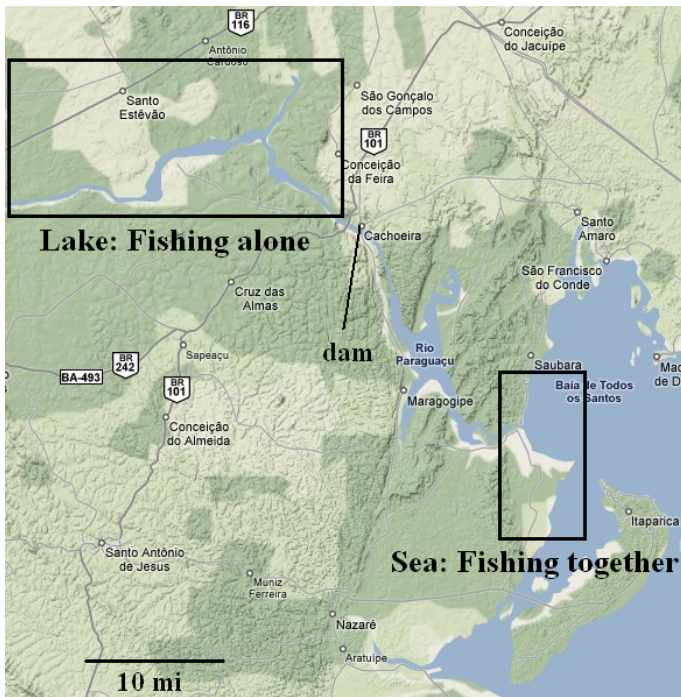 BR
116
Conceição
do Jacuípe
Antônio
Cardoso
Santo
Estêvão
São Gonçalo
dos Campos
BR
101
Conceição
da Feira
Lake: Fishing alone
Cachoeira
Santo
Amaro
São Francisco
do Conde
Cruz das
Almas
dam
Rio
Paraguaçu
BR
242
Sapeaçu
BA-493
BR
101
Saubara
Mad
de D
Baía de Todos
os Santos
Maragogipe
Conceição
do Almeida
Itaparica
Santo Antônio
de Jesus
Sea: Fishing together
Muniz
Ferreira
Nazaré
Aratuípe
10 mi